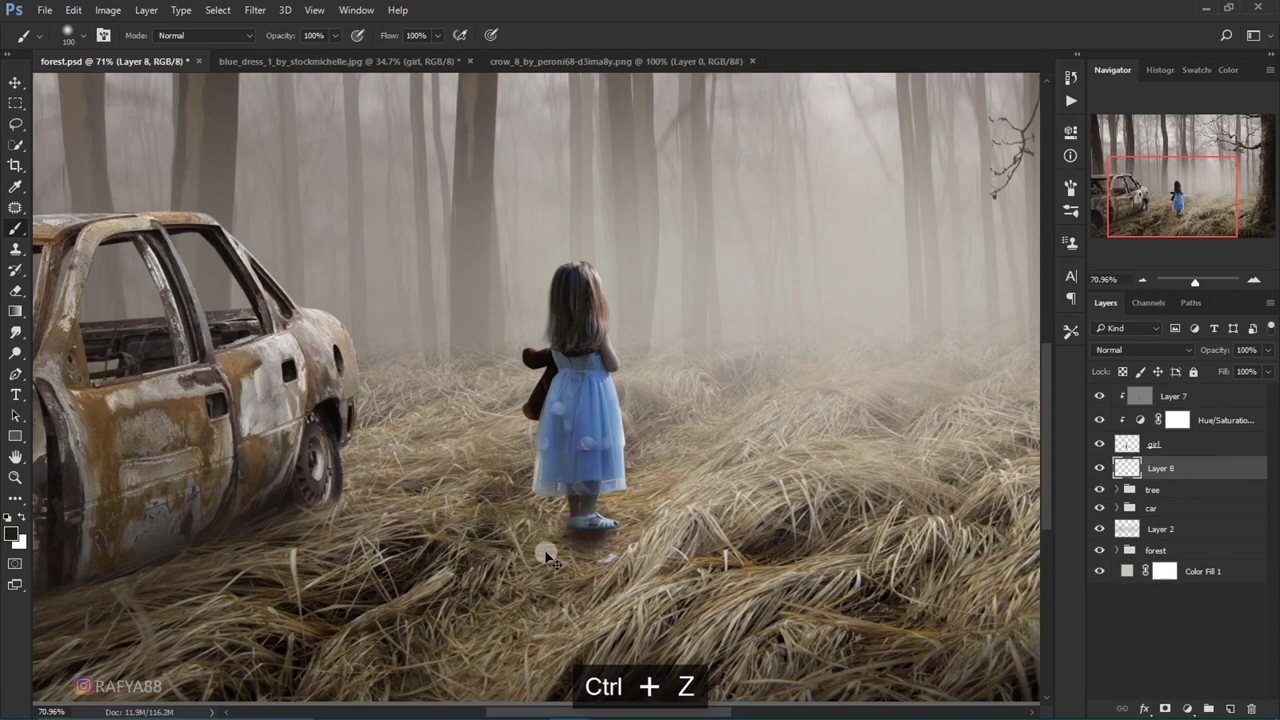 Ps File Edit Image Layer Type Select Filter 3D View Window Help
100 Mode: Normal Opacity: 100% Flow: 100%
forest.psd @ 71% (Layer 8, RGB/8) * × blue_dress_1_by_stockmichelle.jpg @ 34.7% (girl, RGB/8) * × crow_8_by_peroni68-d3ima8y.png @ 100% (Layer 0, RGB/8#) ×
Navigator Histogr Swatch Color
70.96%
Layers Channels Paths
Kind
Normal Opacity: 100%
Lock: Fill: 100%
Layer 7
Hue/Saturatio...
girl
Layer 8
tree
car
Layer 2
forest
Color Fill 1
RAFYA88
Ctrl + Z
70.96% Doc: 11.9M/116.2M